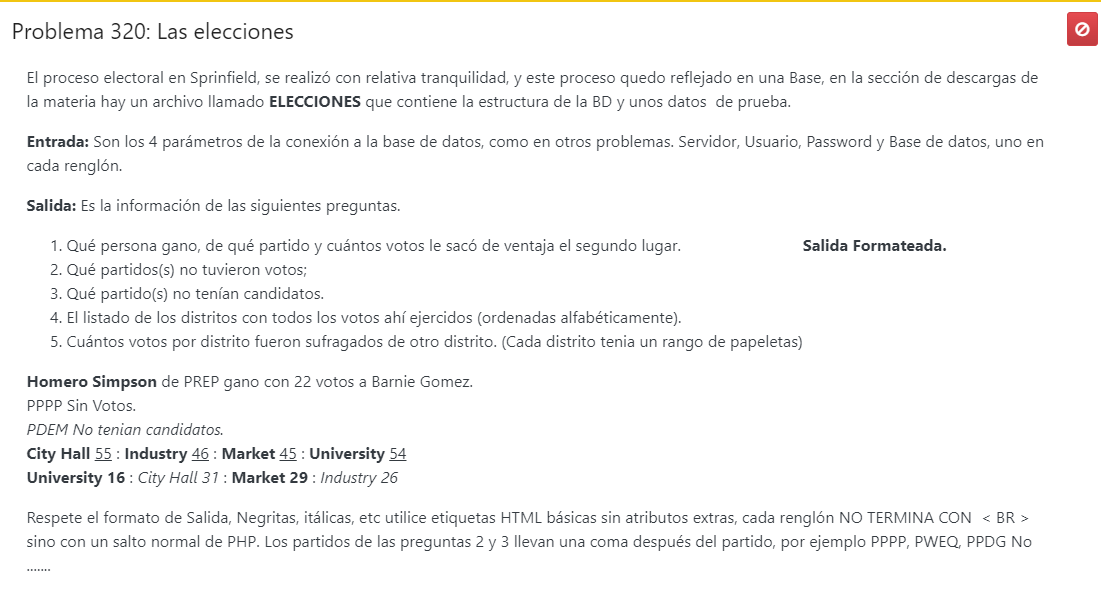 Problema 320: Las elecciones
El proceso electoral en Sprinfield, se realizó con relativa tranquilidad, y este proceso quedo reflejado en una Base, en la sección de descargas de
la materia hay un archivo llamado ELECCIONES que contiene la estructura de la BD y unos datos de prueba.
Entrada: Son los 4 parámetros de la conexión a la base de datos, como en otros problemas. Servidor, Usuario, Password y Base de datos, uno en
cada renglón.
Salida: Es la información de las siguientes preguntas.
1. Qué persona gano, de qué partido y cuántos votos le sacó de ventaja el segundo lugar. Salida Formateada.
2. Qué partidos(s) no tuvieron votos;
3. Qué partido(s) no tenían candidatos.
4. El listado de los distritos con todos los votos ahí ejercidos (ordenadas alfabéticamente).
5. Cuántos votos por distrito fueron sufragados de otro distrito. (Cada distrito tenia un rango de papeletas)
Homero Simpson de PREP gano con 22 votos a Barnie Gomez.
PPPP Sin Votos.
PDEM No tenian candidatos.
City Hall 55 : Industry 46 : Market 45 : University 54
University 16 : City Hall 31 : Market 29 : Industry 26
Respete el formato de Salida, Negritas, itálicas, etc utilice etiquetas HTML básicas sin atributos extras, cada renglón NO TERMINA CON < BR >
sino con un salto normal de PHP. Los partidos de las preguntas 2 y 3 llevan una coma después del partido, por ejemplo PPPP, PWEQ, PPDG No
.......